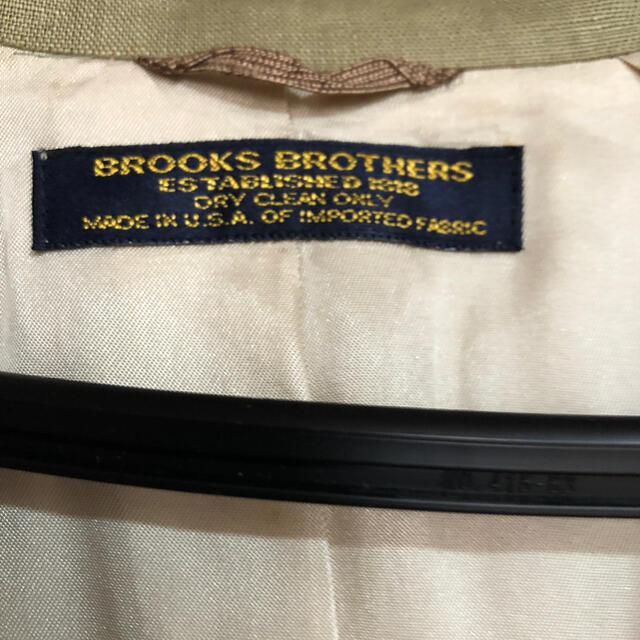 BROOKS BROTHERS
ESTABLISHED 1818
DRY CLEAN ONLY
MADE IN U.S.A. OF IMPORTED FABRIC